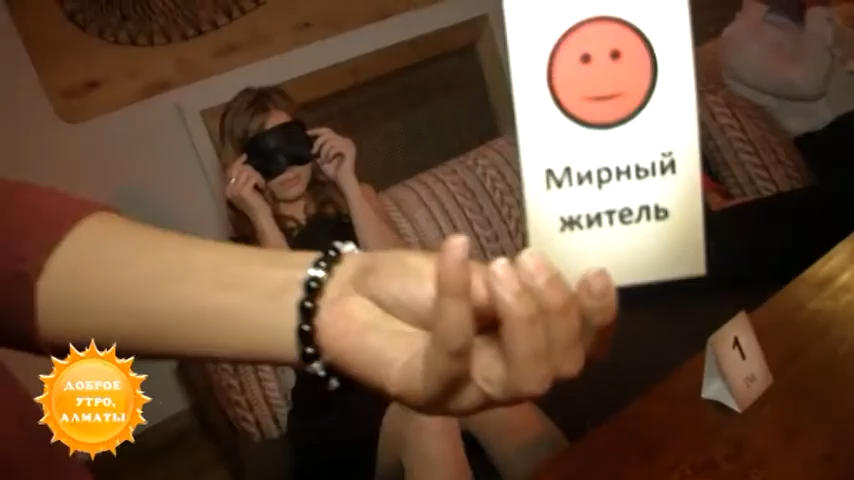 Мирный
житель
1
ДОБРОЕ
УТРО,
АЛМАТЫ